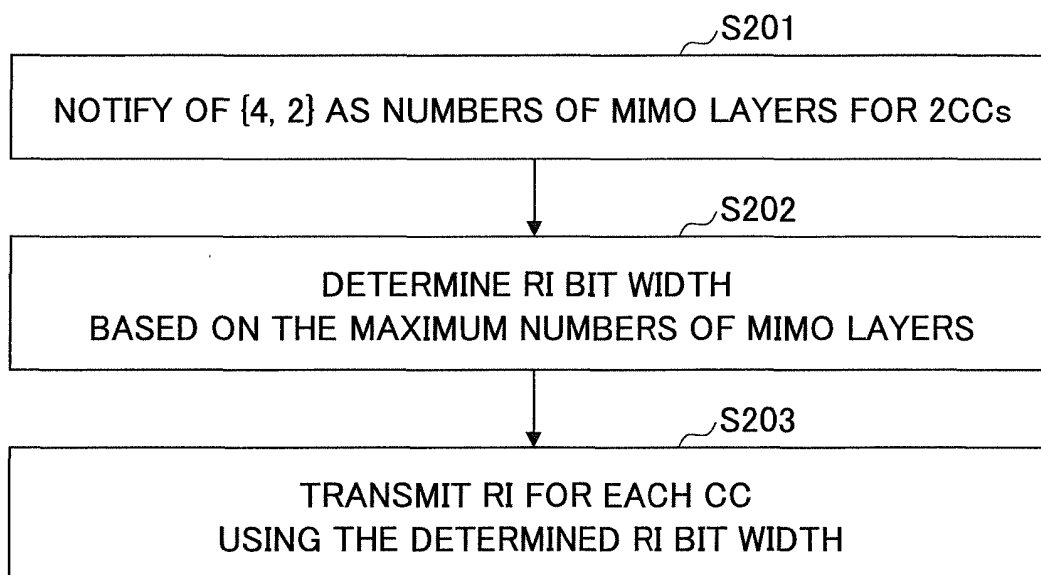 S201
NOTIFY OF {4, 2} AS NUMBERS OF MIMO LAYERS FOR 2CCs
S202
DETERMINE RI BIT WIDTH
BASED ON THE MAXIMUM NUMBERS OF MIMO LAYERS
S203
TRANSMIT RI FOR EACH CC
USING THE DETERMINED RI BIT WIDTH